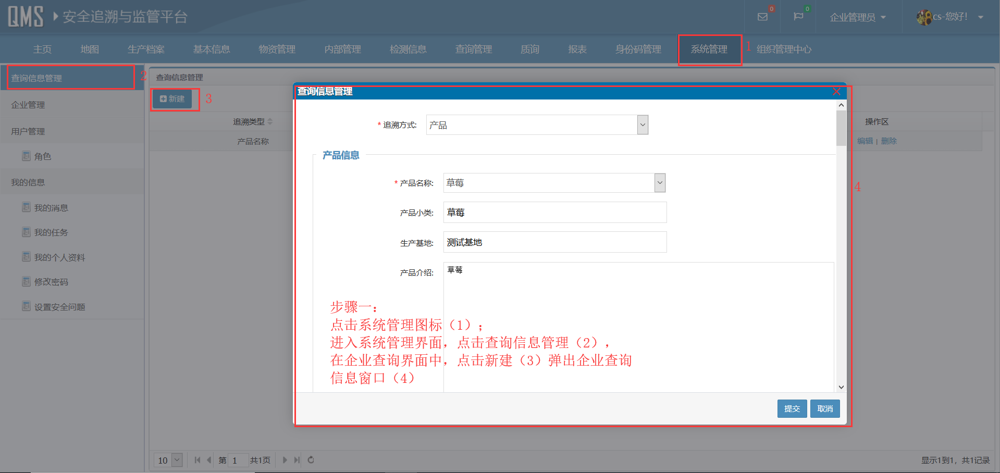 QMS 安全追溯与监管平台
0
0
企业管理员
cs-您好！
主页 地图 生产档案 基本信息 物资管理 内部管理 检测信息 查询管理 质询 报表 身份码管理 系统管理 1 组织管理中心
查询信息管理 2
企业管理
用户管理
角色
我的信息
我的消息
我的任务
我的个人资料
修改密码
设置安全问题
查询信息管理
新建 3
追溯类型
操作区
产品名称
编辑 | 删除
查询信息管理
* 追溯方式: 产品
产品信息
* 产品名称: 草莓
4
产品小类: 草莓
生产基地: 测试基地
产品介绍: 草莓
步骤一：
点击系统管理图标（1）；
进入系统管理界面，点击查询信息管理（2），
在企业查询界面中，点击新建（3）弹出企业查询
信息窗口（4）
提交 取消
10 第 1 共1页
显示1到1，共1记录